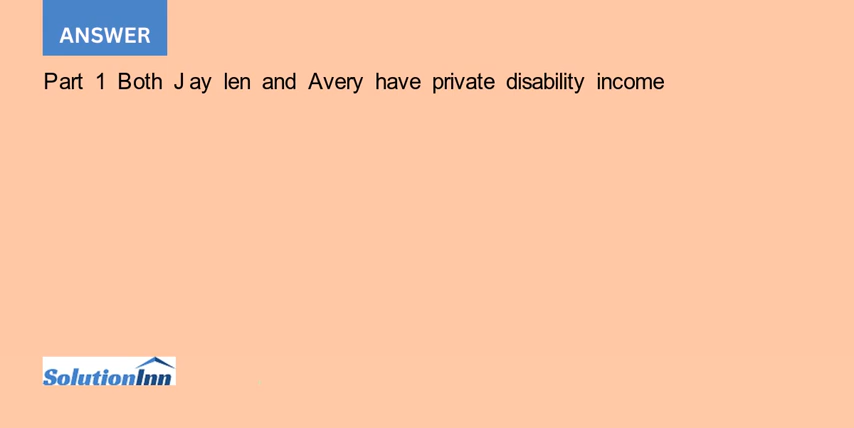 ANSWER
Part 1 Both J ay len and Avery have private disability income
SolutionInn